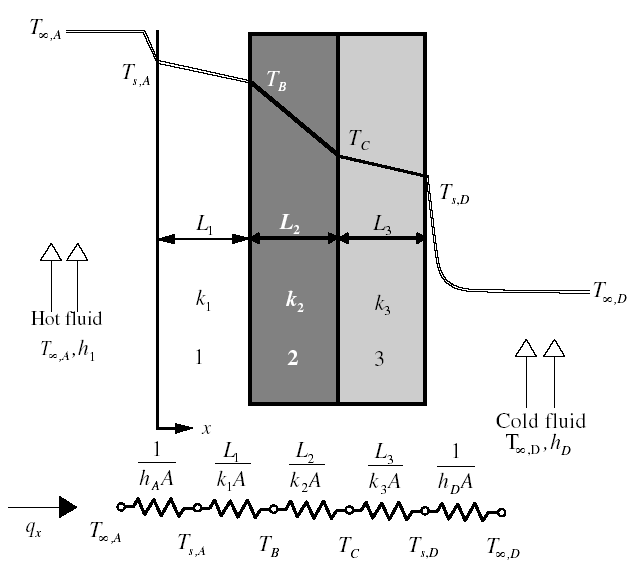 T∞,A
Ts,A
TB
TC
Ts,D
L1 L2 L3
k1 k2 k3
T∞,D
Hot fluid
T∞,A, h1
1 2 3
Cold fluid
T∞,D, hD
x
1/hAA L1/k1A L2/k2A L3/k3A 1/hDA
qx
T∞,A Ts,A TB TC Ts,D T∞,D